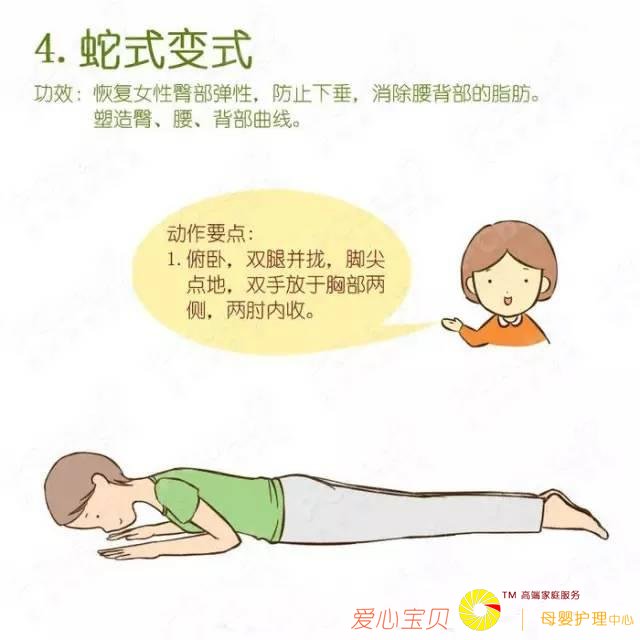 4. 蛇式变式
功效：恢复女性臀部弹性，防止下垂，消除腰背部的脂肪。
塑造臀、腰、背部曲线。
动作要点：
1. 俯卧，双腿并拢，脚尖
点地，双手放于胸部两
侧，两肘内收。
TM 高端家庭服务
爱心宝贝 | 母婴护理中心